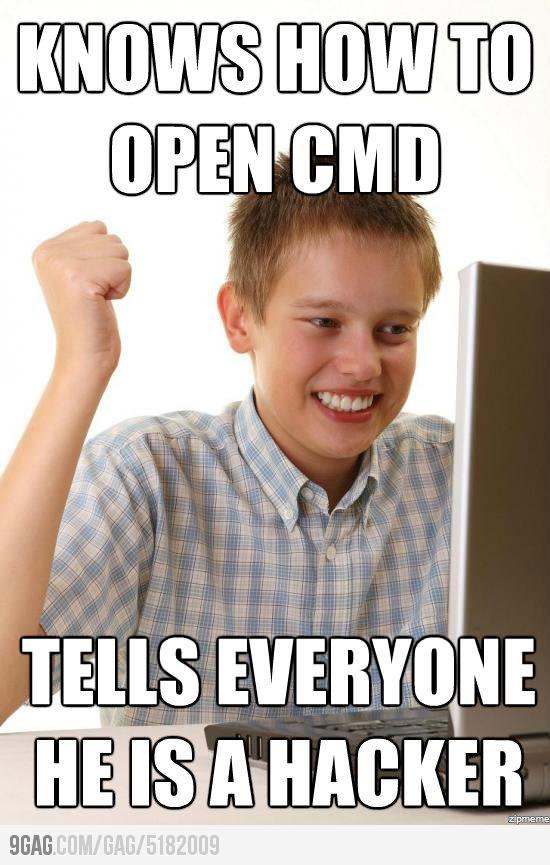 KNOWS HOW TO
OPEN CMD
TELLS EVERYONE
HE IS A HACKER
zipmeme
9GAG.COM/GAG/5182009